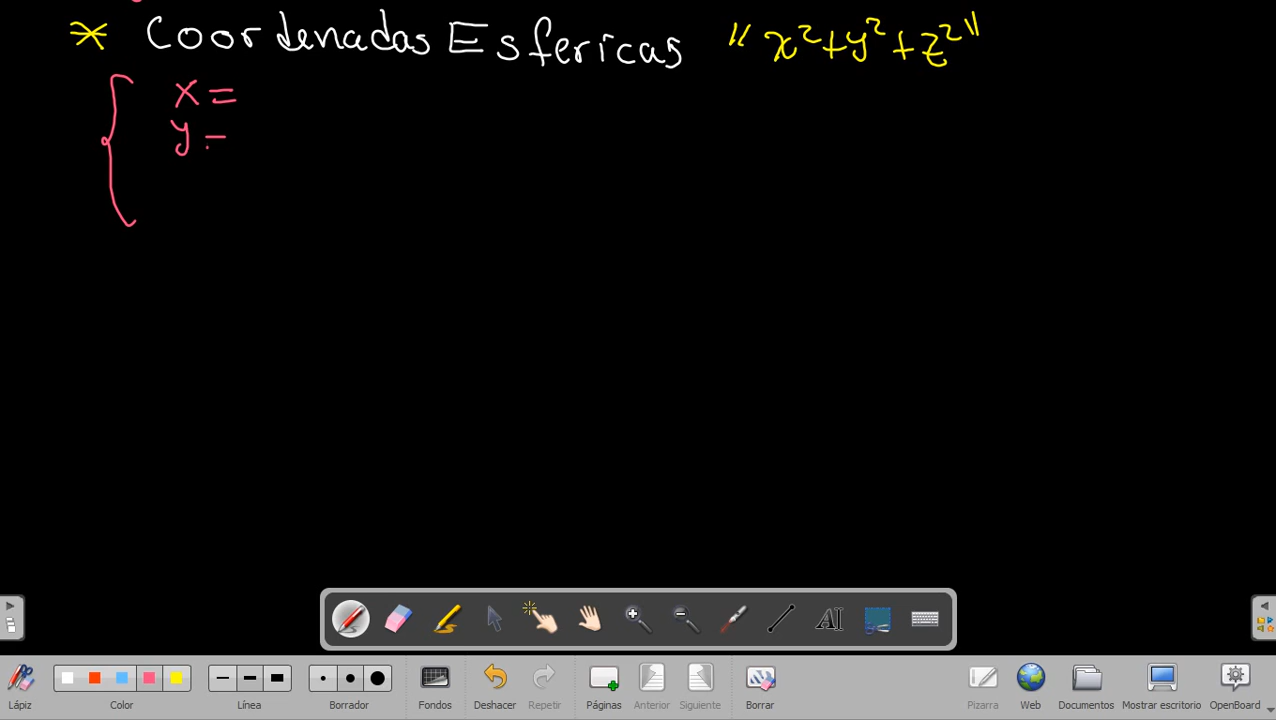 * Coordenadas Esfericas "x²+y²+z²"
x =
y =
Lápiz
Color
Línea
Borrador
Fondos
Deshacer
Repetir
Páginas
Anterior
Siguiente
Borrar
Pizarra
Web
Documentos
Mostrar escritorio
OpenBoard